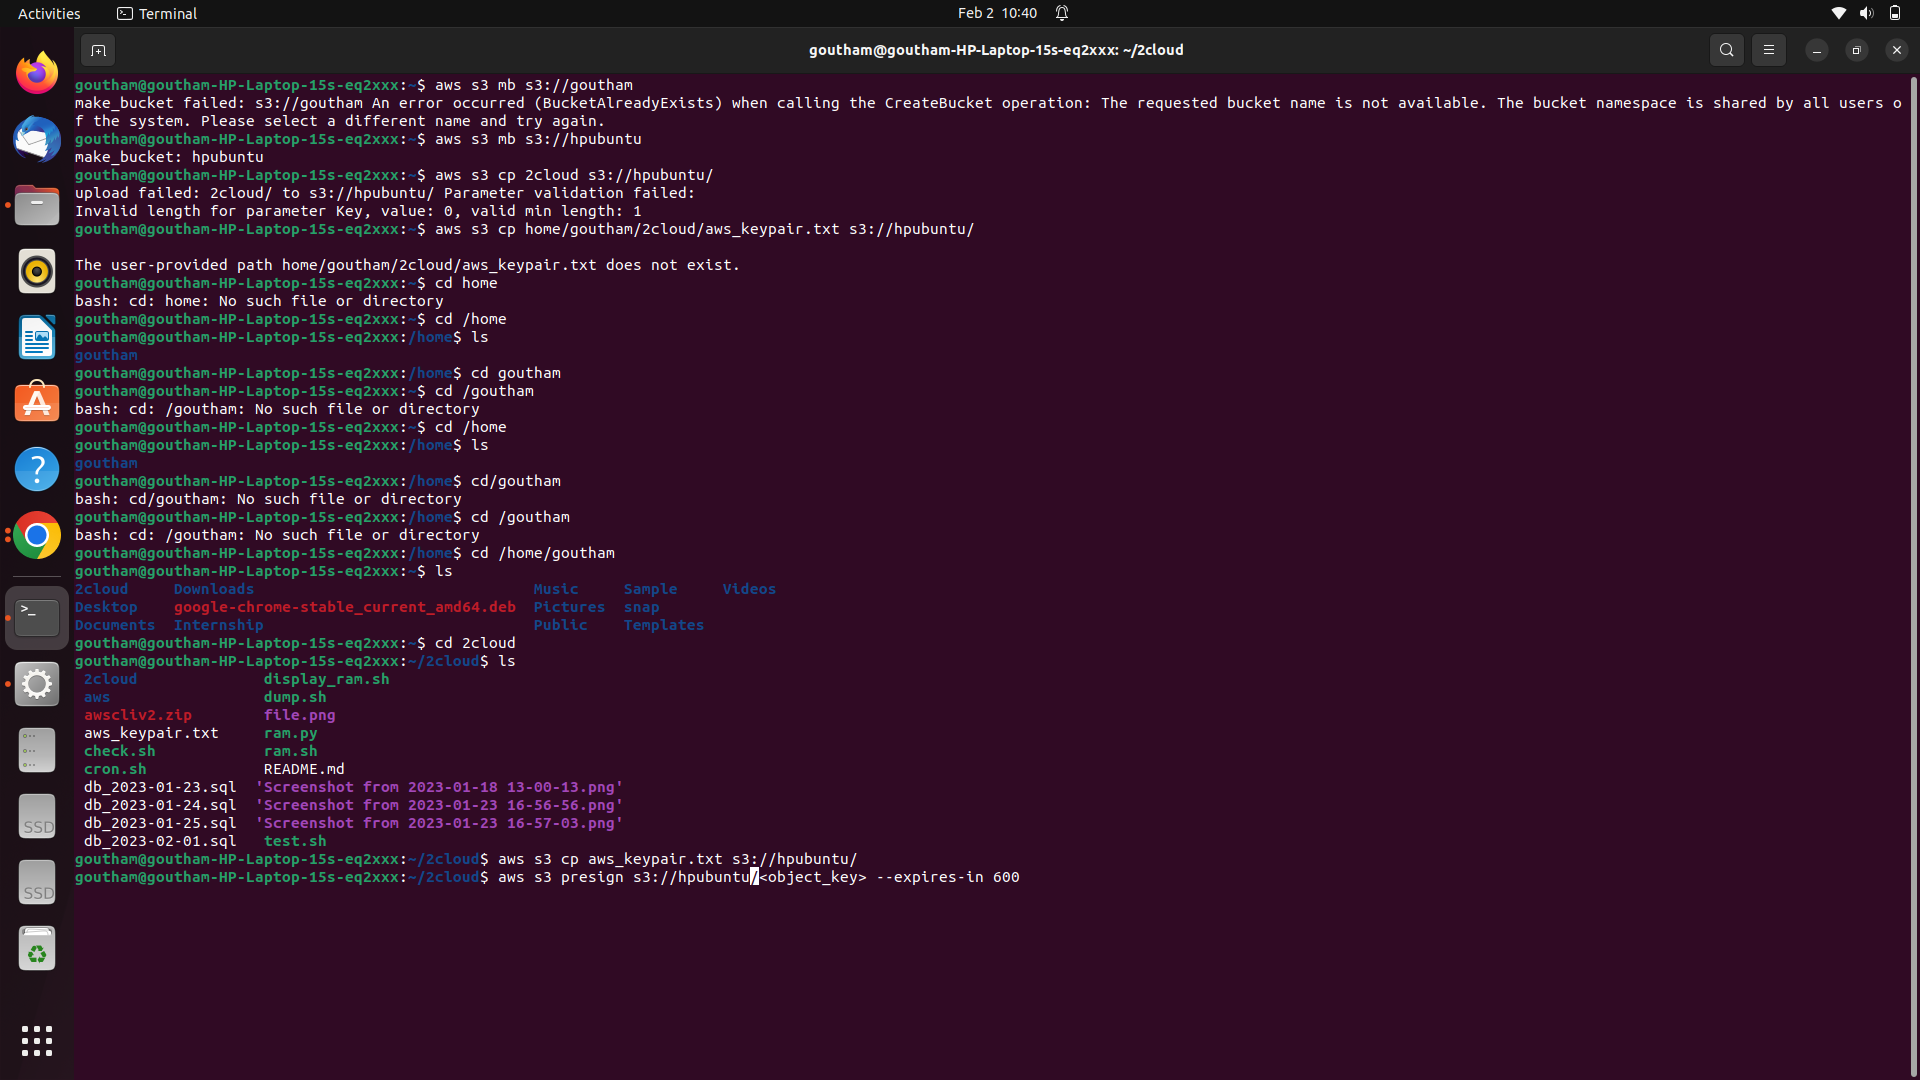 Activities
Terminal
Feb 2 10:40
goutham@goutham-HP-Laptop-15s-eq2xxx: ~/2cloud
goutham@goutham-HP-Laptop-15s-eq2xxx:~$ aws s3 mb s3://goutham
make_bucket failed: s3://goutham An error occurred (BucketAlreadyExists) when calling the CreateBucket operation: The requested bucket name is not available. The bucket namespace is shared by all users o
f the system. Please select a different name and try again.
goutham@goutham-HP-Laptop-15s-eq2xxx:~$ aws s3 mb s3://hpubuntu
make_bucket: hpubuntu
goutham@goutham-HP-Laptop-15s-eq2xxx:~$ aws s3 cp 2cloud s3://hpubuntu/
upload failed: 2cloud/ to s3://hpubuntu/ Parameter validation failed:
Invalid length for parameter Key, value: 0, valid min length: 1
goutham@goutham-HP-Laptop-15s-eq2xxx:~$ aws s3 cp home/goutham/2cloud/aws_keypair.txt s3://hpubuntu/
The user-provided path home/goutham/2cloud/aws_keypair.txt does not exist.
goutham@goutham-HP-Laptop-15s-eq2xxx:~$ cd home
bash: cd: home: No such file or directory
goutham@goutham-HP-Laptop-15s-eq2xxx:~$ cd /home
goutham@goutham-HP-Laptop-15s-eq2xxx:/home$ ls
goutham
goutham@goutham-HP-Laptop-15s-eq2xxx:/home$ cd goutham
goutham@goutham-HP-Laptop-15s-eq2xxx:~$ cd /goutham
bash: cd: /goutham: No such file or directory
goutham@goutham-HP-Laptop-15s-eq2xxx:~$ cd /home
goutham@goutham-HP-Laptop-15s-eq2xxx:/home$ ls
goutham
goutham@goutham-HP-Laptop-15s-eq2xxx:/home$ cd/goutham
bash: cd/goutham: No such file or directory
goutham@goutham-HP-Laptop-15s-eq2xxx:/home$ cd /goutham
bash: cd: /goutham: No such file or directory
goutham@goutham-HP-Laptop-15s-eq2xxx:/home$ cd /home/goutham
goutham@goutham-HP-Laptop-15s-eq2xxx:~$ ls
2cloud Downloads Music Sample Videos
Desktop google-chrome-stable_current_amd64.deb Pictures snap
Documents Internship Public Templates
goutham@goutham-HP-Laptop-15s-eq2xxx:~$ cd 2cloud
goutham@goutham-HP-Laptop-15s-eq2xxx:~/2cloud$ ls
2cloud display_ram.sh
aws dump.sh
awscliv2.zip file.png
aws_keypair.txt ram.py
check.sh ram.sh
cron.sh README.md
db_2023-01-23.sql 'Screenshot from 2023-01-18 13-00-13.png'
db_2023-01-24.sql 'Screenshot from 2023-01-23 16-56-56.png'
db_2023-01-25.sql 'Screenshot from 2023-01-23 16-57-03.png'
db_2023-02-01.sql test.sh
goutham@goutham-HP-Laptop-15s-eq2xxx:~/2cloud$ aws s3 cp aws_keypair.txt s3://hpubuntu/
goutham@goutham-HP-Laptop-15s-eq2xxx:~/2cloud$ aws s3 presign s3://hpubuntu/<object_key> --expires-in 600
SSD
SSD